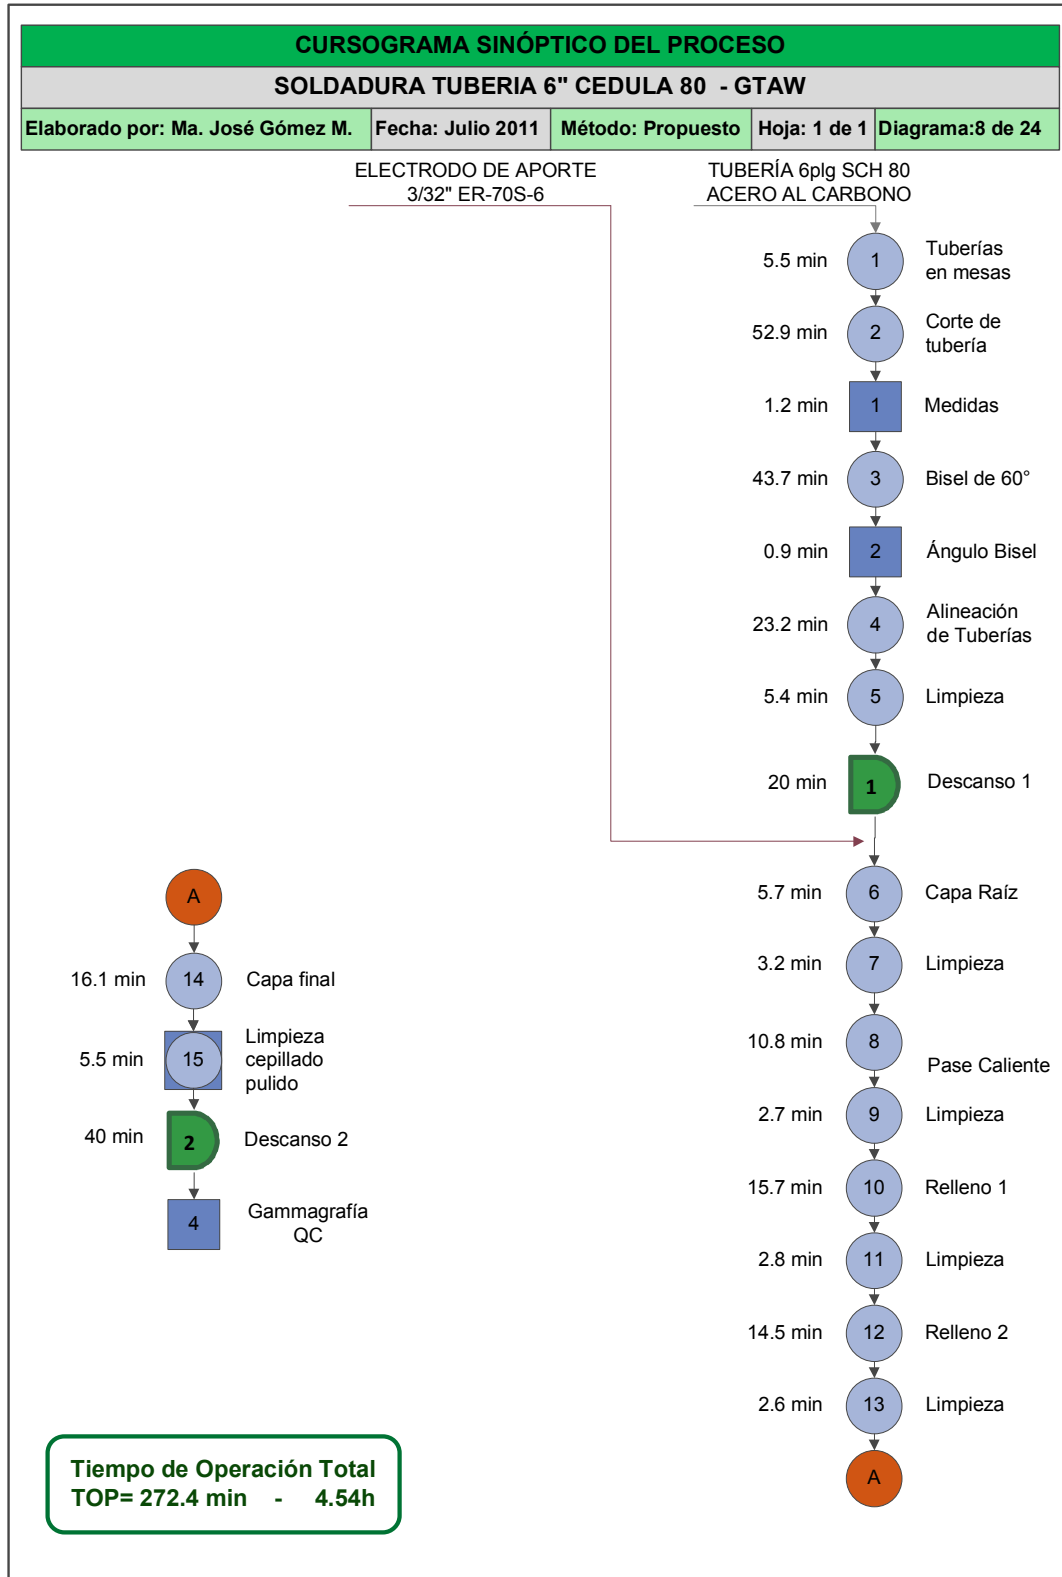 CURSOGRAMA SINÓPTICO DEL PROCESO
SOLDADURA TUBERIA 6" CEDULA 80 - GTAW
Elaborado por: Ma. José Gómez M. Fecha: Julio 2011 Método: Propuesto Hoja: 1 de 1 Diagrama:8 de 24
ELECTRODO DE APORTE
3/32" ER-70S-6
TUBERÍA 6plg SCH 80
ACERO AL CARBONO
5.5 min 1 Tuberías
en mesas
52.9 min 2 Corte de
tubería
1.2 min 1 Medidas
43.7 min 3 Bisel de 60°
0.9 min 2 Ángulo Bisel
23.2 min 4 Alineación
de Tuberías
5.4 min 5 Limpieza
20 min 1 Descanso 1
5.7 min 6 Capa Raíz
3.2 min 7 Limpieza
10.8 min 8 Pase Caliente
2.7 min 9 Limpieza
15.7 min 10 Relleno 1
2.8 min 11 Limpieza
14.5 min 12 Relleno 2
2.6 min 13 Limpieza
A
A
16.1 min 14 Capa final
5.5 min 15 Limpieza
cepillado
pulido
40 min 2 Descanso 2
4 Gammagrafía
QC
Tiempo de Operación Total
TOP= 272.4 min - 4.54h